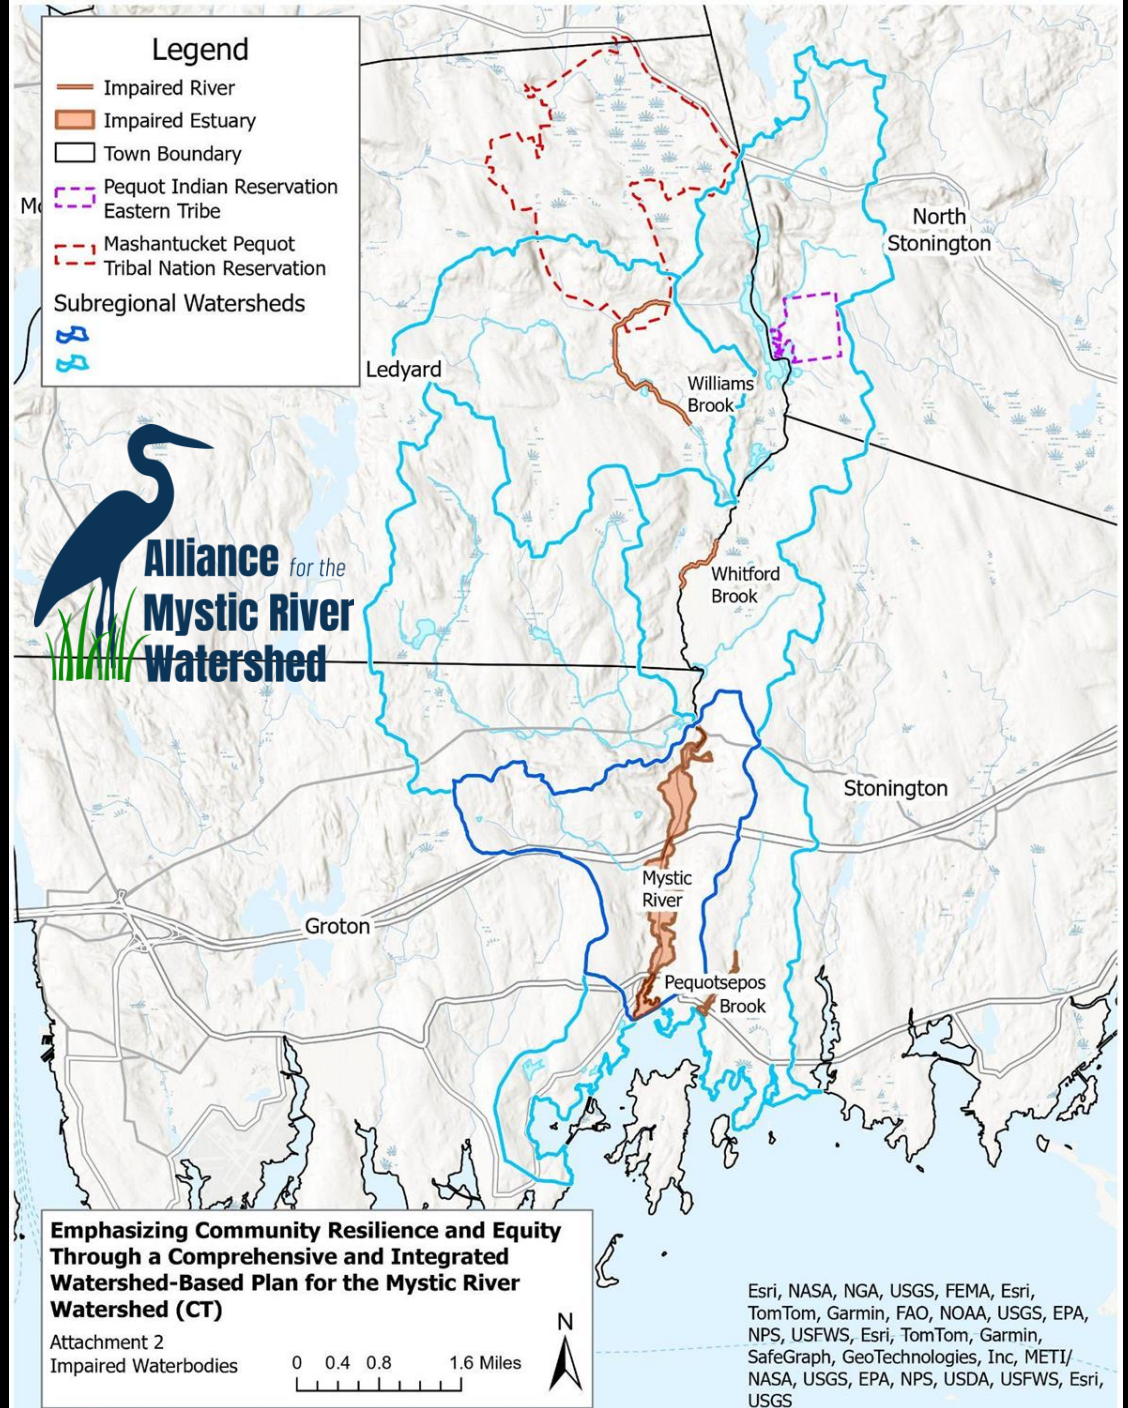 Legend
Impaired River
Impaired Estuary
Town Boundary
Pequot Indian Reservation
Eastern Tribe
Mashantucket Pequot
Tribal Nation Reservation
Subregional Watersheds
Mo
North
Stonington
Ledyard
Williams
Brook
Alliance for the
Mystic River
Watershed
Whitford
Brook
Stonington
Mystic
River
Groton
Pequotsepos
Brook
Emphasizing Community Resilience and Equity
Through a Comprehensive and Integrated
Watershed-Based Plan for the Mystic River
Watershed (CT)
Attachment 2
Impaired Waterbodies
0 0.4 0.8 1.6 Miles
N
Esri, NASA, NGA, USGS, FEMA, Esri,
TomTom, Garmin, FAO, NOAA, USGS, EPA,
NPS, USFWS, Esri, TomTom, Garmin,
SafeGraph, GeoTechnologies, Inc, METI/
NASA, USGS, EPA, NPS, USDA, USFWS, Esri,
USGS